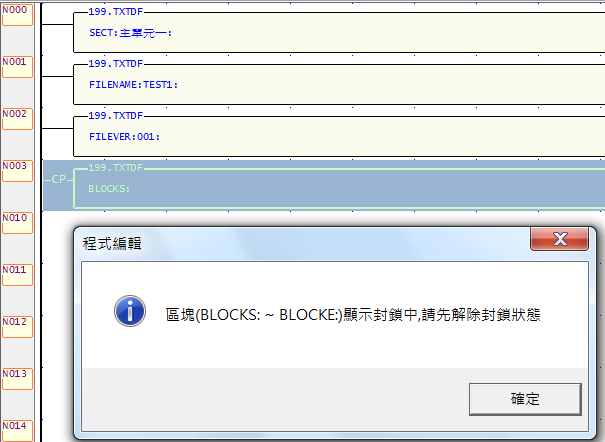 N000
199.TXTDF
SECT:主單元一:
N001
199.TXTDF
FILENAME:TEST1:
N002
199.TXTDF
FILEVER:001:
N003
199.TXTDF
CP
BLOCKS:
N010
程式編輯
N011
區塊(BLOCKS: ~ BLOCKE:)顯示封鎖中,請先解除封鎖狀態
N012
N013
確定
N014